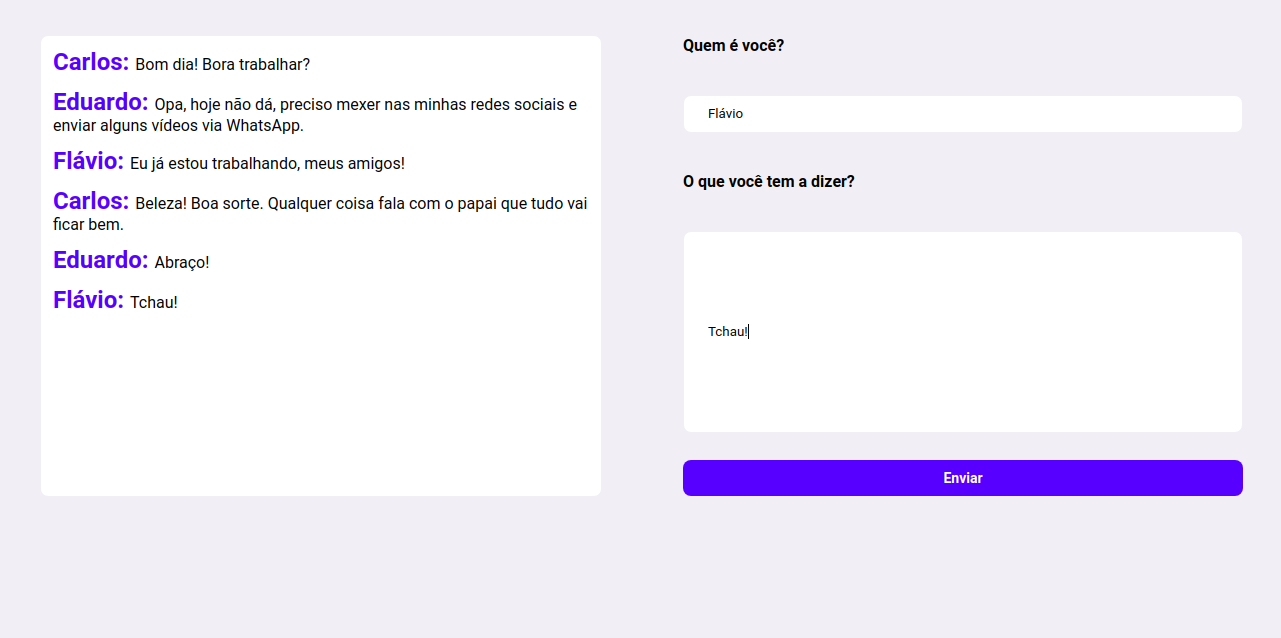 Carlos: Bom dia! Bora trabalhar?
Eduardo: Opa, hoje não dá, preciso mexer nas minhas redes sociais e
enviar alguns vídeos via WhatsApp.
Flávio: Eu já estou trabalhando, meus amigos!
Carlos: Beleza! Boa sorte. Qualquer coisa fala com o papai que tudo vai
ficar bem.
Eduardo: Abraço!
Flávio: Tchau!
Quem é você?
Flávio
O que você tem a dizer?
Tchau!
Enviar